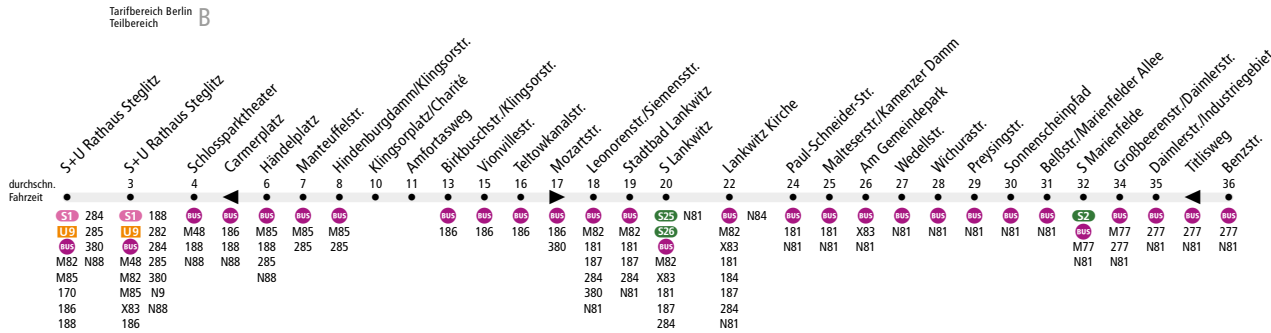 Tarifbereich Berlin
Teilbereich
B
S+U Rathaus Steglitz
S+U Rathaus Steglitz
Schlossparktheater
Carmerplatz
Händelplatz
Manteuffelstr.
Hindenburgdamm/Klingsorstr.
Klingsorplatz/Charité
Amfortasweg
Birkbuschstr./Klingsorstr.
Vionvillestr.
Teltowkanalstr.
Mozartstr.
Leonorenstr./Siemensstr.
Stadtbad Lankwitz
S Lankwitz
Lankwitz Kirche
Paul-Schneider-Str.
Malteserstr./Kamenzer Damm
Am Gemeindepark
Wedellstr.
Wichurastr.
Preysingstr.
Sonnenscheinpfad
Belßstr./Marienfelder Allee
S Marienfelde
Großbeerenstr./Daimlerstr.
Daimlerstr./Industriegebiet
Titlisweg
Benzstr.
durchschn.
Fahrzeit
3 4 6 7 8 10 11 13 15 16 17 18 19 20 22 24 25 26 27 28 29 30 31 32 34 35 36
S1 284
U9 285
BUS 380
M82 N88
M85
170
186
188
S1 188
U9 282
BUS 284
M48 285
M82 380
M85 N9
X83 N88
186
BUS
M48
188
N88
BUS
186
188
N88
BUS
M85
188
285
N88
BUS
M85
285
BUS
M85
285
BUS
186
BUS
186
BUS
186
BUS
186
380
BUS
M82
181
187
284
380
N81
BUS
M82
181
187
284
N81
S25 N81
S26
BUS
M82
X83
181
187
284
BUS N84
M82
X83
181
184
187
284
N81
BUS
181
N81
BUS
181
N81
BUS
X83
N81
BUS
N81
BUS
N81
BUS
N81
BUS
N81
BUS
N81
S2
BUS
M77
N81
BUS
M77
277
N81
BUS
277
N81
BUS
277
N81
BUS
277
N81